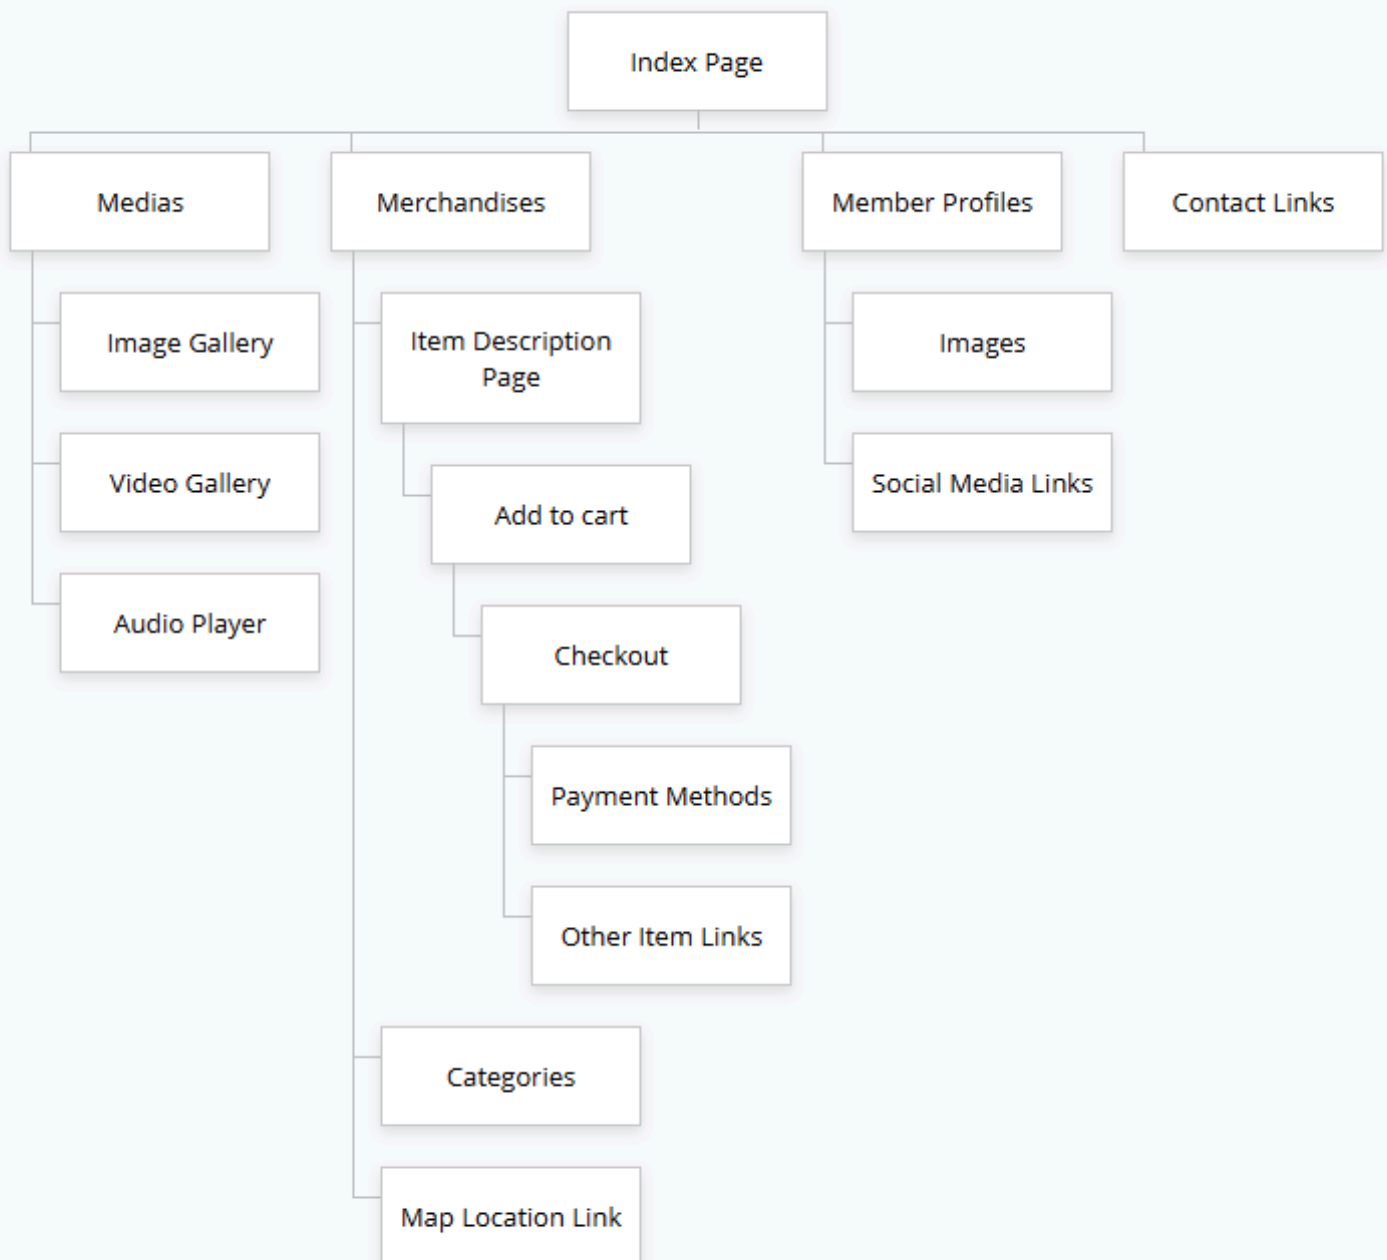 Index Page
Medias
Merchandises
Member Profiles
Contact Links
Image Gallery
Video Gallery
Audio Player
Item Description
Page
Add to cart
Checkout
Payment Methods
Other Item Links
Categories
Map Location Link
Images
Social Media Links